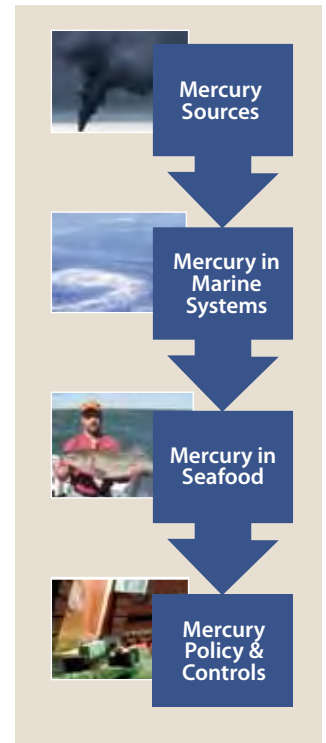 Mercury
Sources
Mercury in
Marine
Systems
Mercury in
Seafood
Mercury
Policy &
Controls